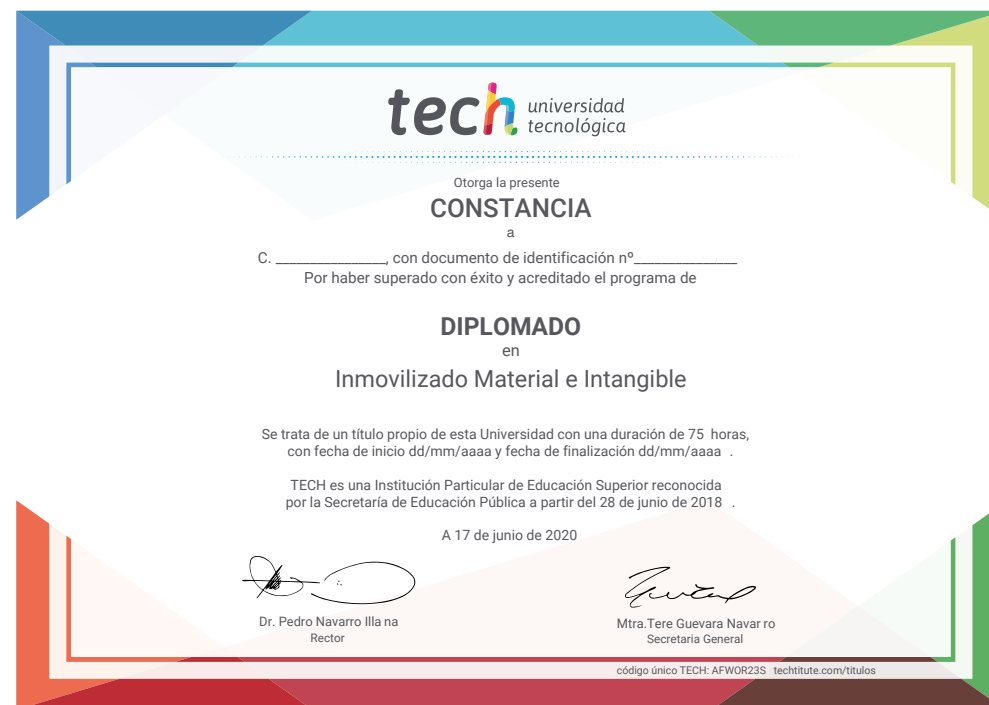 tech universidad
tecnológica
Otorga la presente
CONSTANCIA
a
C. _______________, con documento de identificación nº______________
Por haber superado con éxito y acreditado el programa de
DIPLOMADO
en
Inmovilizado Material e Intangible
Se trata de un título propio de esta Universidad con una duración de 75 horas,
con fecha de inicio dd/mm/aaaa y fecha de finalización dd/mm/aaaa .
TECH es una Institución Particular de Educación Superior reconocida
por la Secretaría de Educación Pública a partir del 28 de junio de 2018 .
A 17 de junio de 2020
Dr. Pedro Navarro Illa na
Rector
Mtra.Tere Guevara Navar ro
Secretaria General
código único TECH: AFWOR23S techtitute.com/titulos